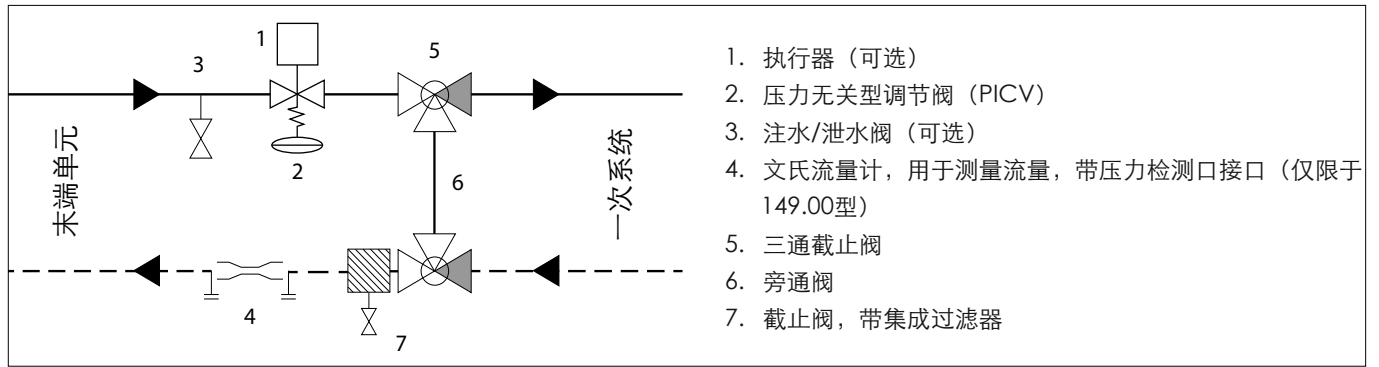 1
3
5
2
6
4
7
末端单元
一次系统
1. 执行器（可选）
2. 压力无关型调节阀（PICV）
3. 注水/泄水阀（可选）
4. 文氏流量计，用于测量流量，带压力检测口接口（仅限于
149.00型）
5. 三通截止阀
6. 旁通阀
7. 截止阀，带集成过滤器